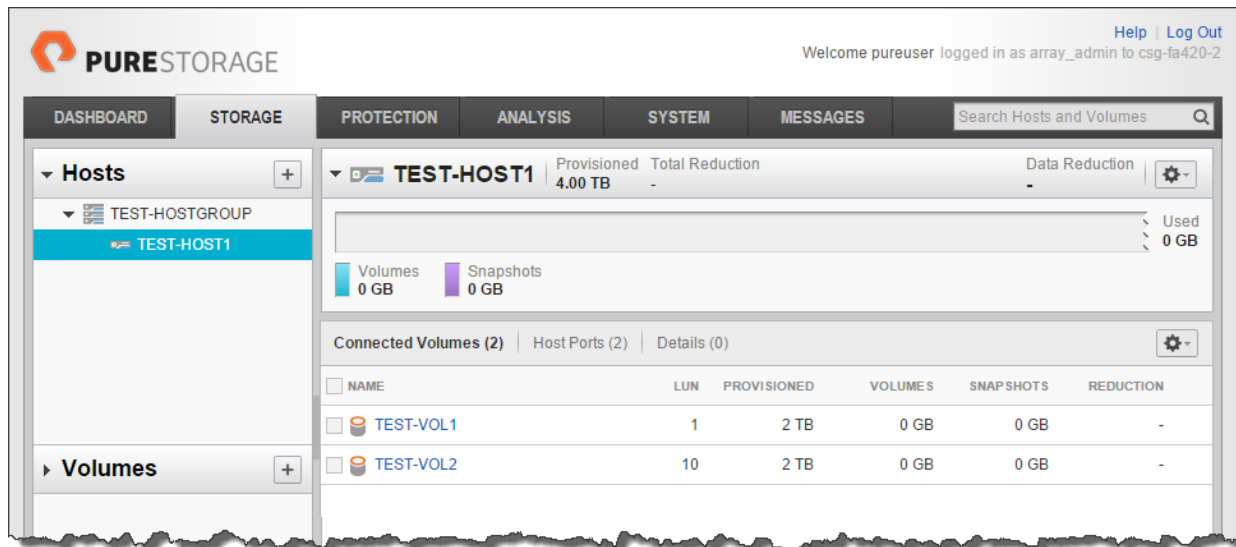 Help | Log Out
PURESTORAGE
Welcome pureuser logged in as array_admin to csg-fa420-2
DASHBOARD STORAGE PROTECTION ANALYSIS SYSTEM MESSAGES Search Hosts and Volumes
Hosts +
TEST-HOSTGROUP
TEST-HOST1
Volumes +
TEST-HOST1 Provisioned Total Reduction Data Reduction
4.00 TB - -
Used
0 GB
Volumes Snapshots
0 GB 0 GB
Connected Volumes (2) Host Ports (2) Details (0)
NAME LUN PROVISIONED VOLUMES SNAPSHOTS REDUCTION
TEST-VOL1 1 2 TB 0 GB 0 GB -
TEST-VOL2 10 2 TB 0 GB 0 GB -